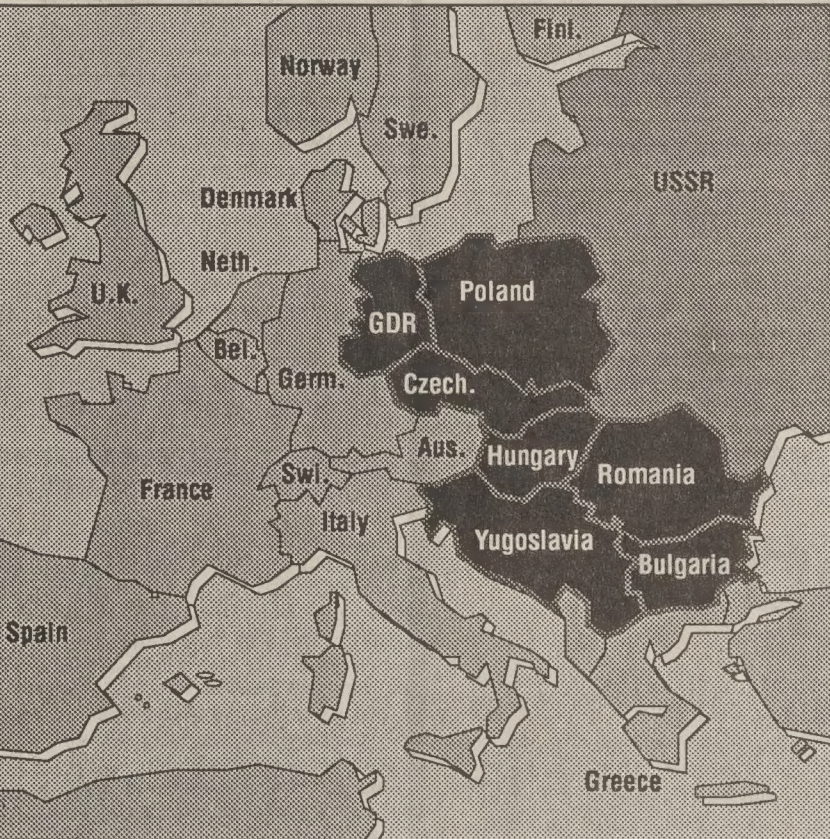 Fini.
Norway
Swe.
USSR
Denmark
Neth.
U.K.
Poland
GDR
Bel.
Germ.
Czech.
Aus.
Hungary
Swi.
Romania
France
Italy
Yugoslavia
Bulgaria
Spain
Greece